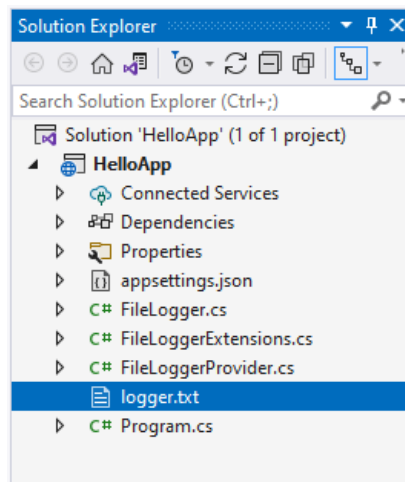 Solution Explorer
Search Solution Explorer (Ctrl+;)
Solution 'HelloApp' (1 of 1 project)
HelloApp
Connected Services
Dependencies
Properties
appsettings.json
C# FileLogger.cs
C# FileLoggerExtensions.cs
C# FileLoggerProvider.cs
logger.txt
C# Program.cs